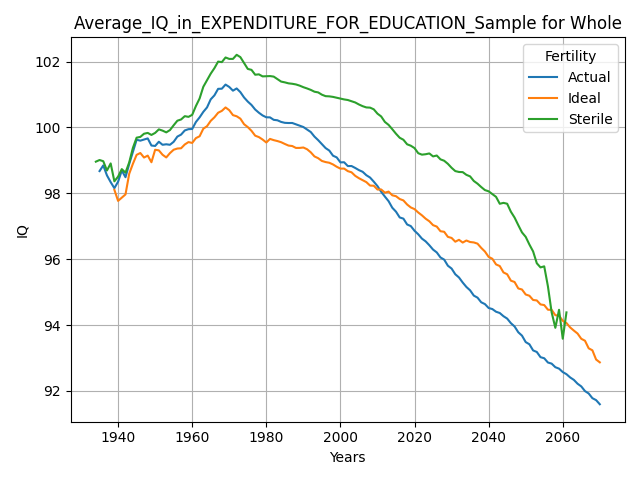 Average_IQ_in_EXPENDITURE_FOR_EDUCATION_Sample for Whole
Fertility
Actual
Ideal
Sterile
102
100
98
96
94
92
IQ
1940
1960
1980
2000
2020
2040
2060
Years